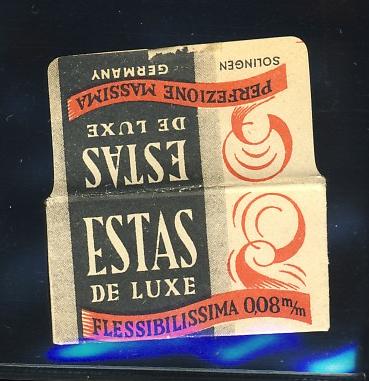 SOLINGEN
GERMANY
PERFEZIONE MASSIMA
DE LUXE
ESTAS
ESTAS
DE LUXE
FLESSIBILISSIMA 0,08 m/m